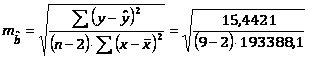 m_b̂ = √(∑(y − ŷ)² / ((n − 2) · ∑(x − x̄)²)) = √(15,4421 / ((9 − 2) · 193388,1))